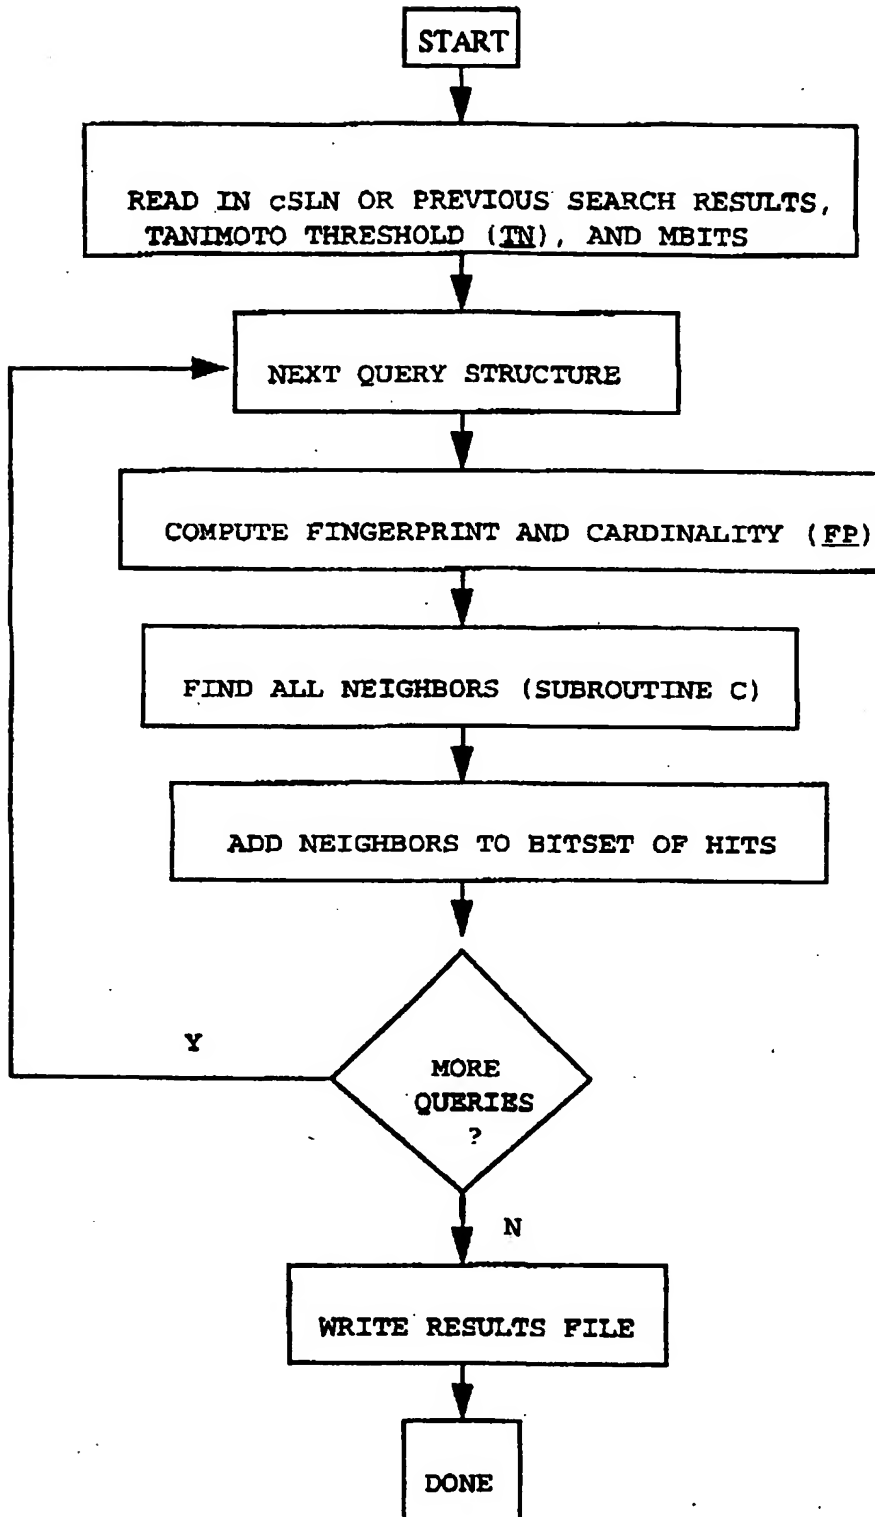 START
READ IN cSLN OR PREVIOUS SEARCH RESULTS,
TANIMOTO THRESHOLD (TN), AND MBITS
NEXT QUERY STRUCTURE
COMPUTE FINGERPRINT AND CARDINALITY (FP)
FIND ALL NEIGHBORS (SUBROUTINE C)
ADD NEIGHBORS TO BITSET OF HITS
Y
MORE
QUERIES
?
N
WRITE RESULTS FILE
DONE